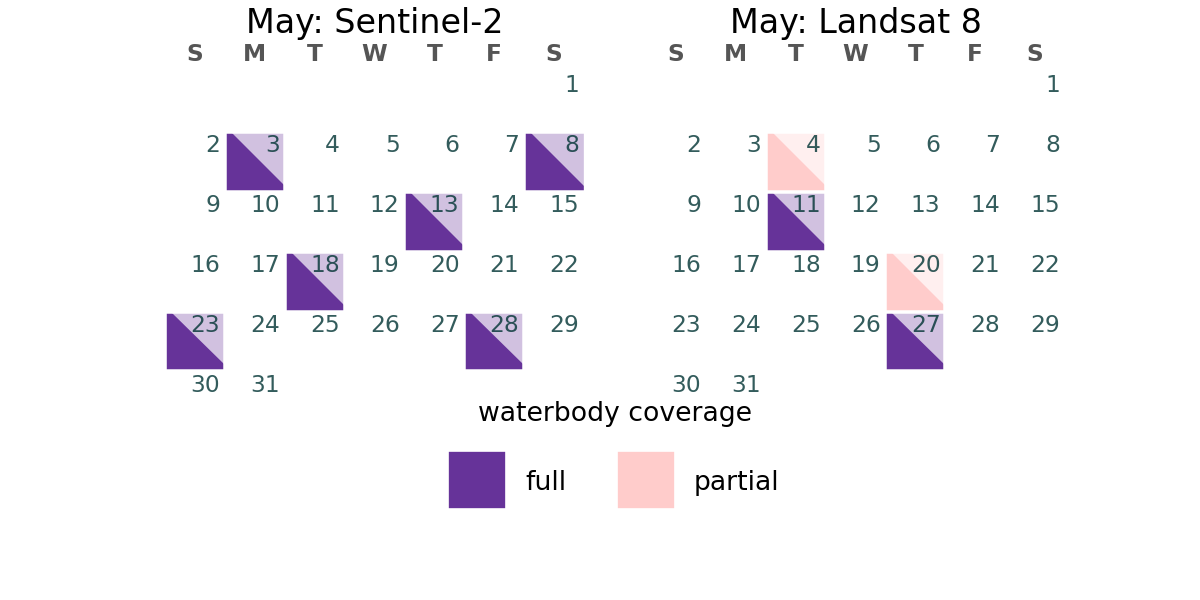 May: Sentinel-2
S M T W T F S
1
2 3 4 5 6 7 8
9 10 11 12 13 14 15
16 17 18 19 20 21 22
23 24 25 26 27 28 29
30 31
May: Landsat 8
S M T W T F S
1
2 3 4 5 6 7 8
9 10 11 12 13 14 15
16 17 18 19 20 21 22
23 24 25 26 27 28 29
30 31
waterbody coverage
full
partial